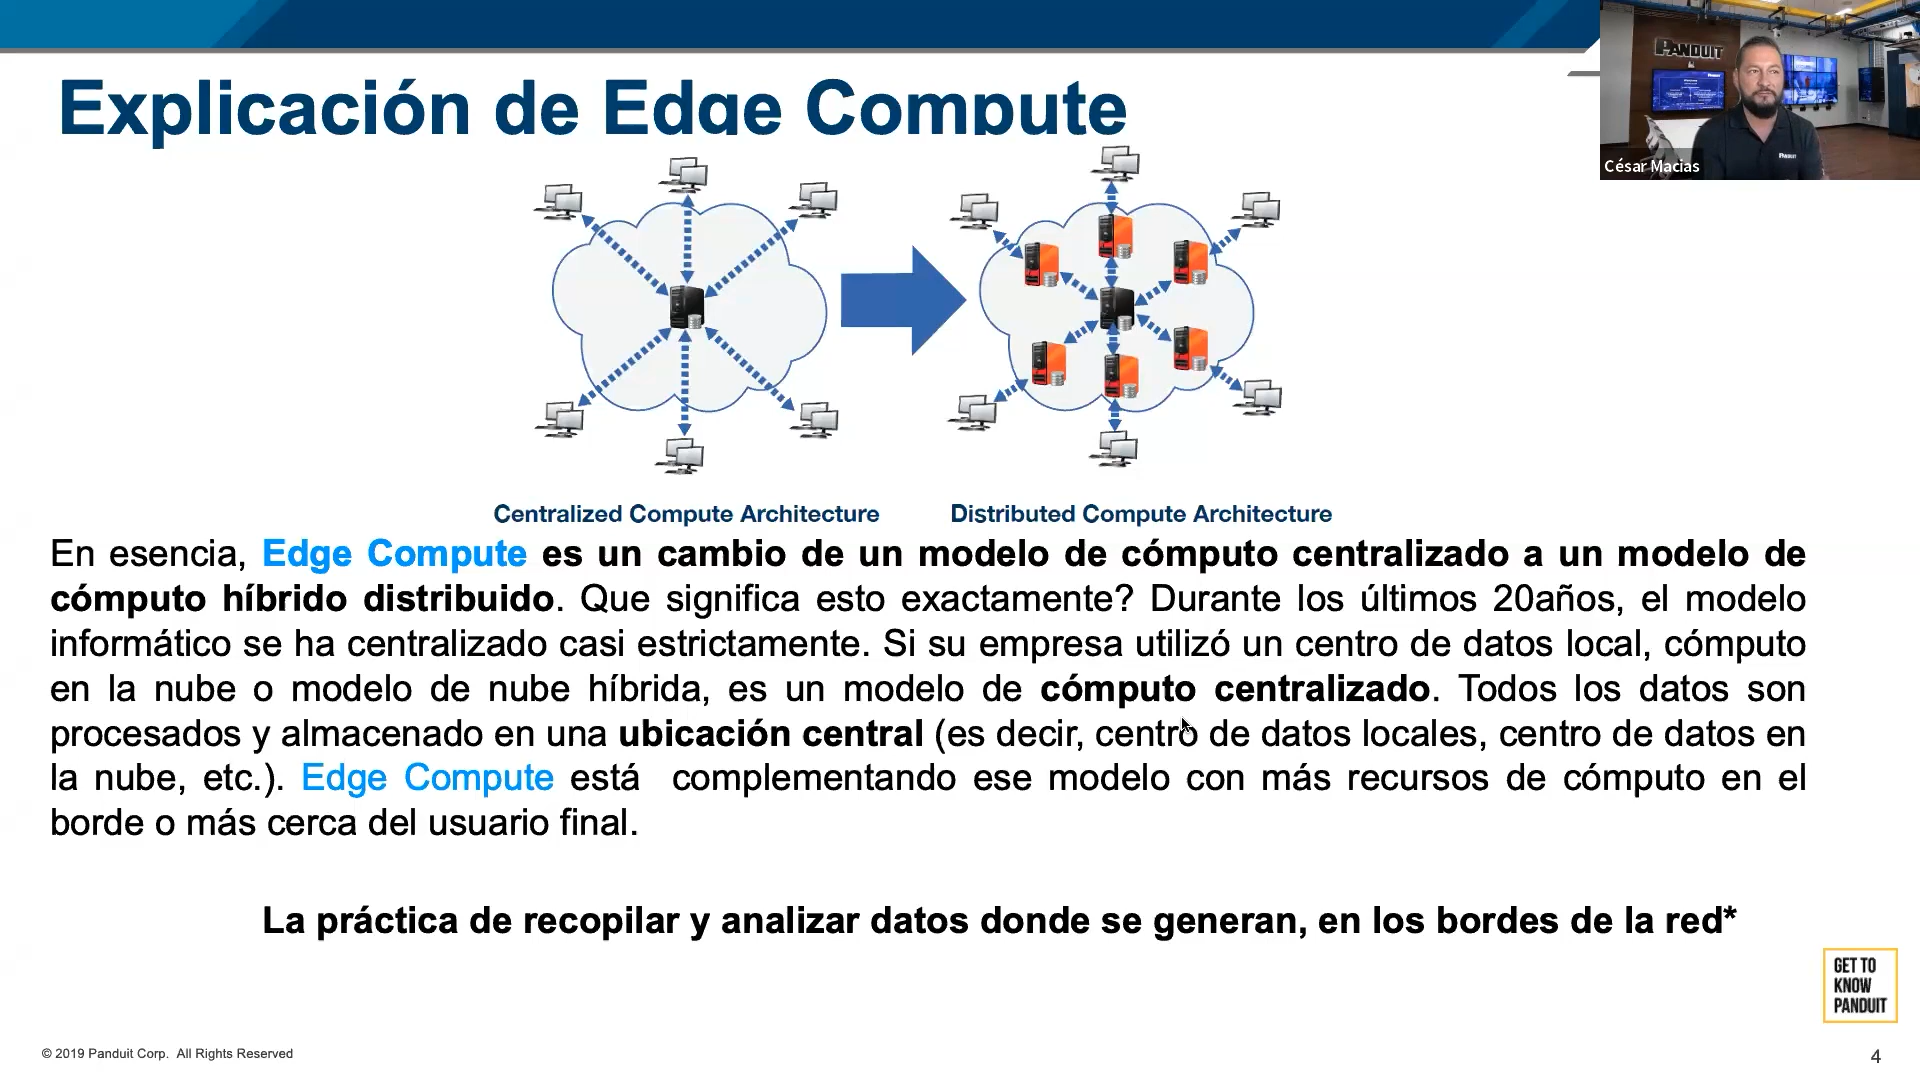 Explicación de Edge Compute
PANDUIT
PANDUIT
César Macias
Centralized Compute Architecture
Distributed Compute Architecture
En esencia, Edge Compute es un cambio de un modelo de cómputo centralizado a un modelo de
cómputo híbrido distribuido. Que significa esto exactamente? Durante los últimos 20años, el modelo
informático se ha centralizado casi estrictamente. Si su empresa utilizó un centro de datos local, cómputo
en la nube o modelo de nube híbrida, es un modelo de cómputo centralizado. Todos los datos son
procesados y almacenado en una ubicación central (es decir, centro de datos locales, centro de datos en
la nube, etc.). Edge Compute está complementando ese modelo con más recursos de cómputo en el
borde o más cerca del usuario final.
La práctica de recopilar y analizar datos donde se generan, en los bordes de la red*
GET TO
KNOW
PANDUIT
© 2019 Panduit Corp. All Rights Reserved
4